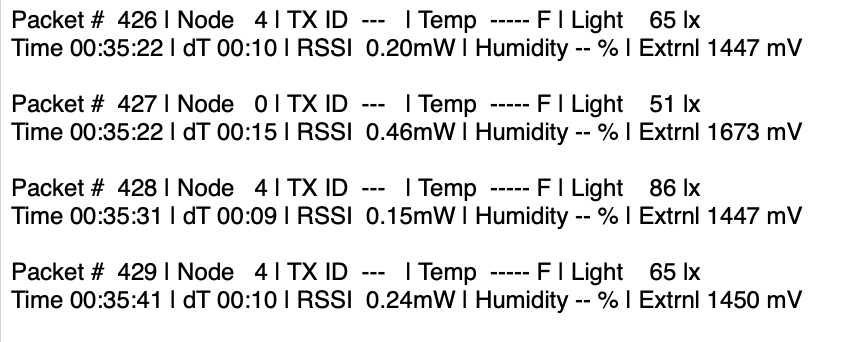 Packet #  426 | Node   4 | TX ID  ---   | Temp  ----- F | Light    65 lx
Time 00:35:22 | dT 00:10 | RSSI  0.20mW | Humidity -- % | Extrnl 1447 mV
Packet #  427 | Node   0 | TX ID  ---   | Temp  ----- F | Light    51 lx
Time 00:35:22 | dT 00:15 | RSSI  0.46mW | Humidity -- % | Extrnl 1673 mV
Packet #  428 | Node   4 | TX ID  ---   | Temp  ----- F | Light    86 lx
Time 00:35:31 | dT 00:09 | RSSI  0.15mW | Humidity -- % | Extrnl 1447 mV
Packet #  429 | Node   4 | TX ID  ---   | Temp  ----- F | Light    65 lx
Time 00:35:41 | dT 00:10 | RSSI  0.24mW | Humidity -- % | Extrnl 1450 mV